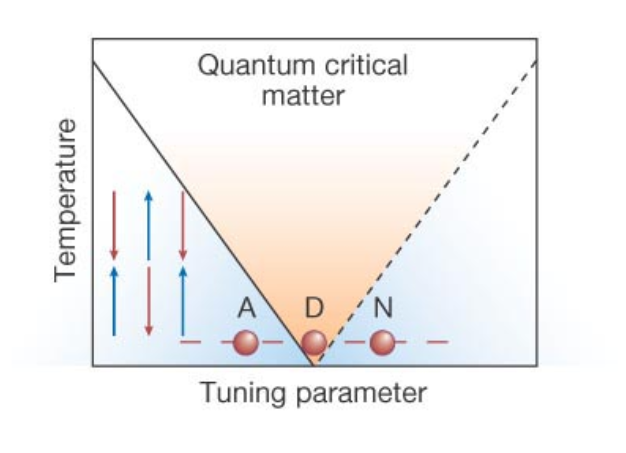 Quantum critical
matter
Temperature
A D N
Tuning parameter